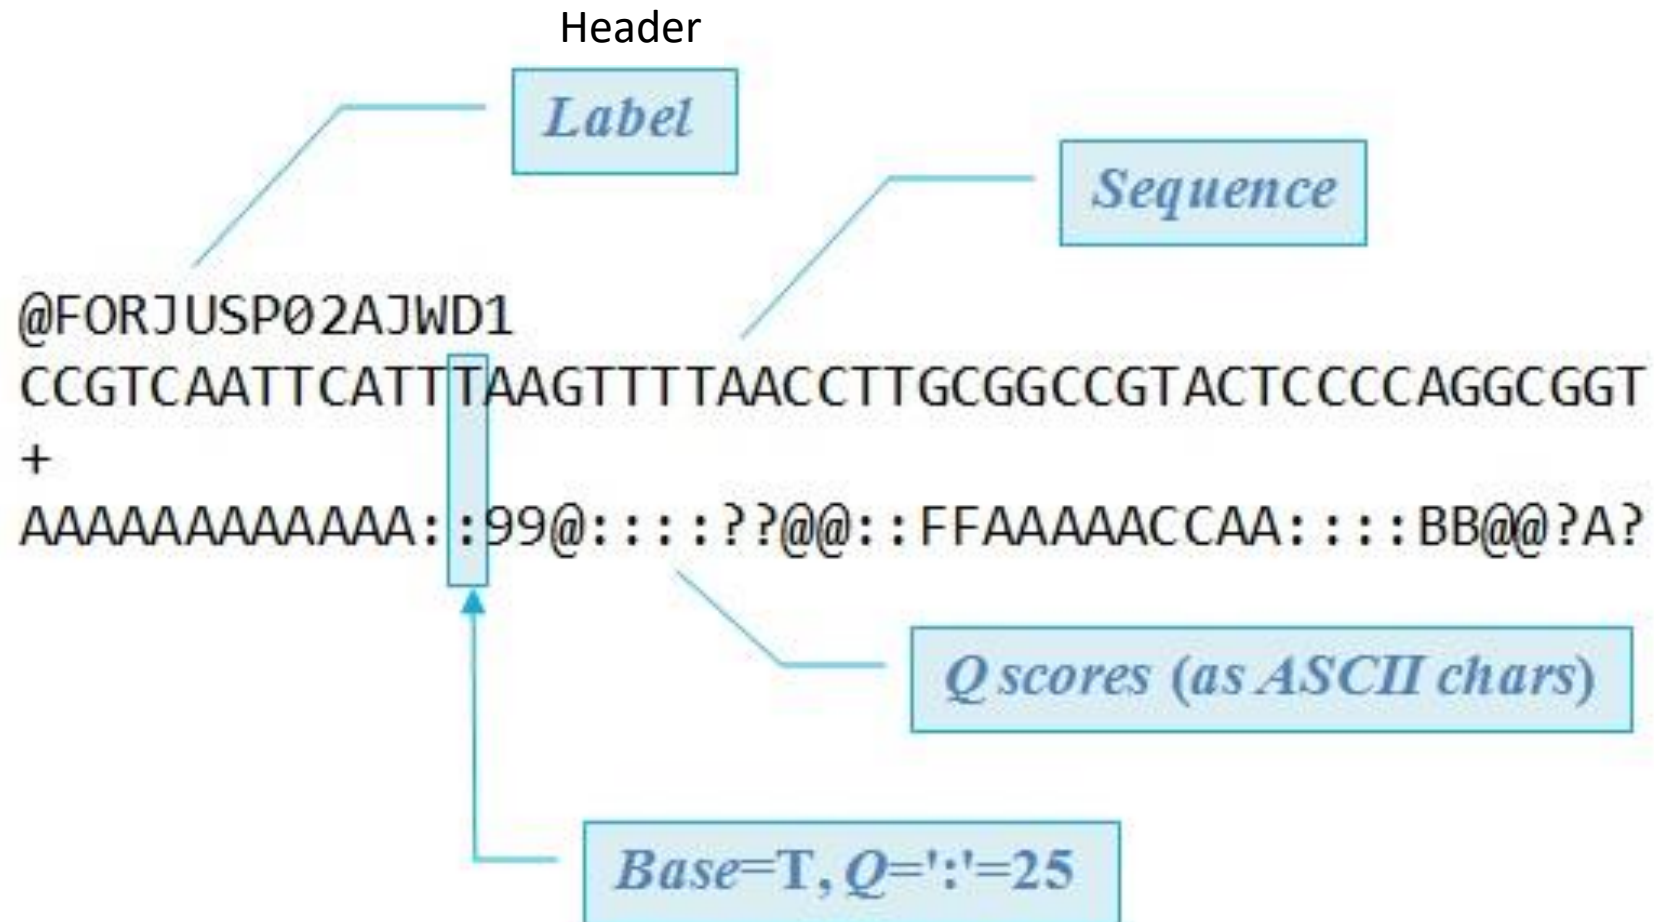 Header
Label
Sequence
@FORJUSP02AJWD1
CCGTCAATTCATTTAAGTTTTAACCTTGCGGCCGTACTCCCCAGGCGGT
+
AAAAAAAAAAAA::99@::::??@@::FFAAAAACCAA::::BB@@?A?
Q scores (as ASCII chars)
Base=T, Q=':'=25